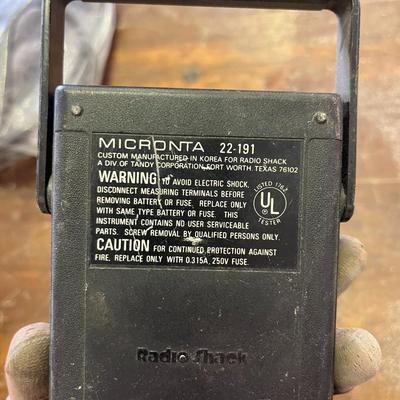 MICRONTA 22-191
CUSTOM MANUFACTURED IN KOREA FOR RADIO SHACK
A DIV. OF TANDY CORPORATION, FORT WORTH, TEXAS 76102
WARNING: TO AVOID ELECTRIC SHOCK,
DISCONNECT MEASURING TERMINALS BEFORE
REMOVING BATTERY OR FUSE. REPLACE ONLY
WITH SAME TYPE BATTERY OR FUSE. THIS
INSTRUMENT CONTAINS NO USER SERVICEABLE
PARTS. SCREW REMOVAL BY QUALIFIED PERSONS ONLY.
CAUTION FOR CONTINUED PROTECTION AGAINST
FIRE, REPLACE ONLY WITH 0.315A, 250V FUSE.
LISTED
UL
TESTER
Radio Shack